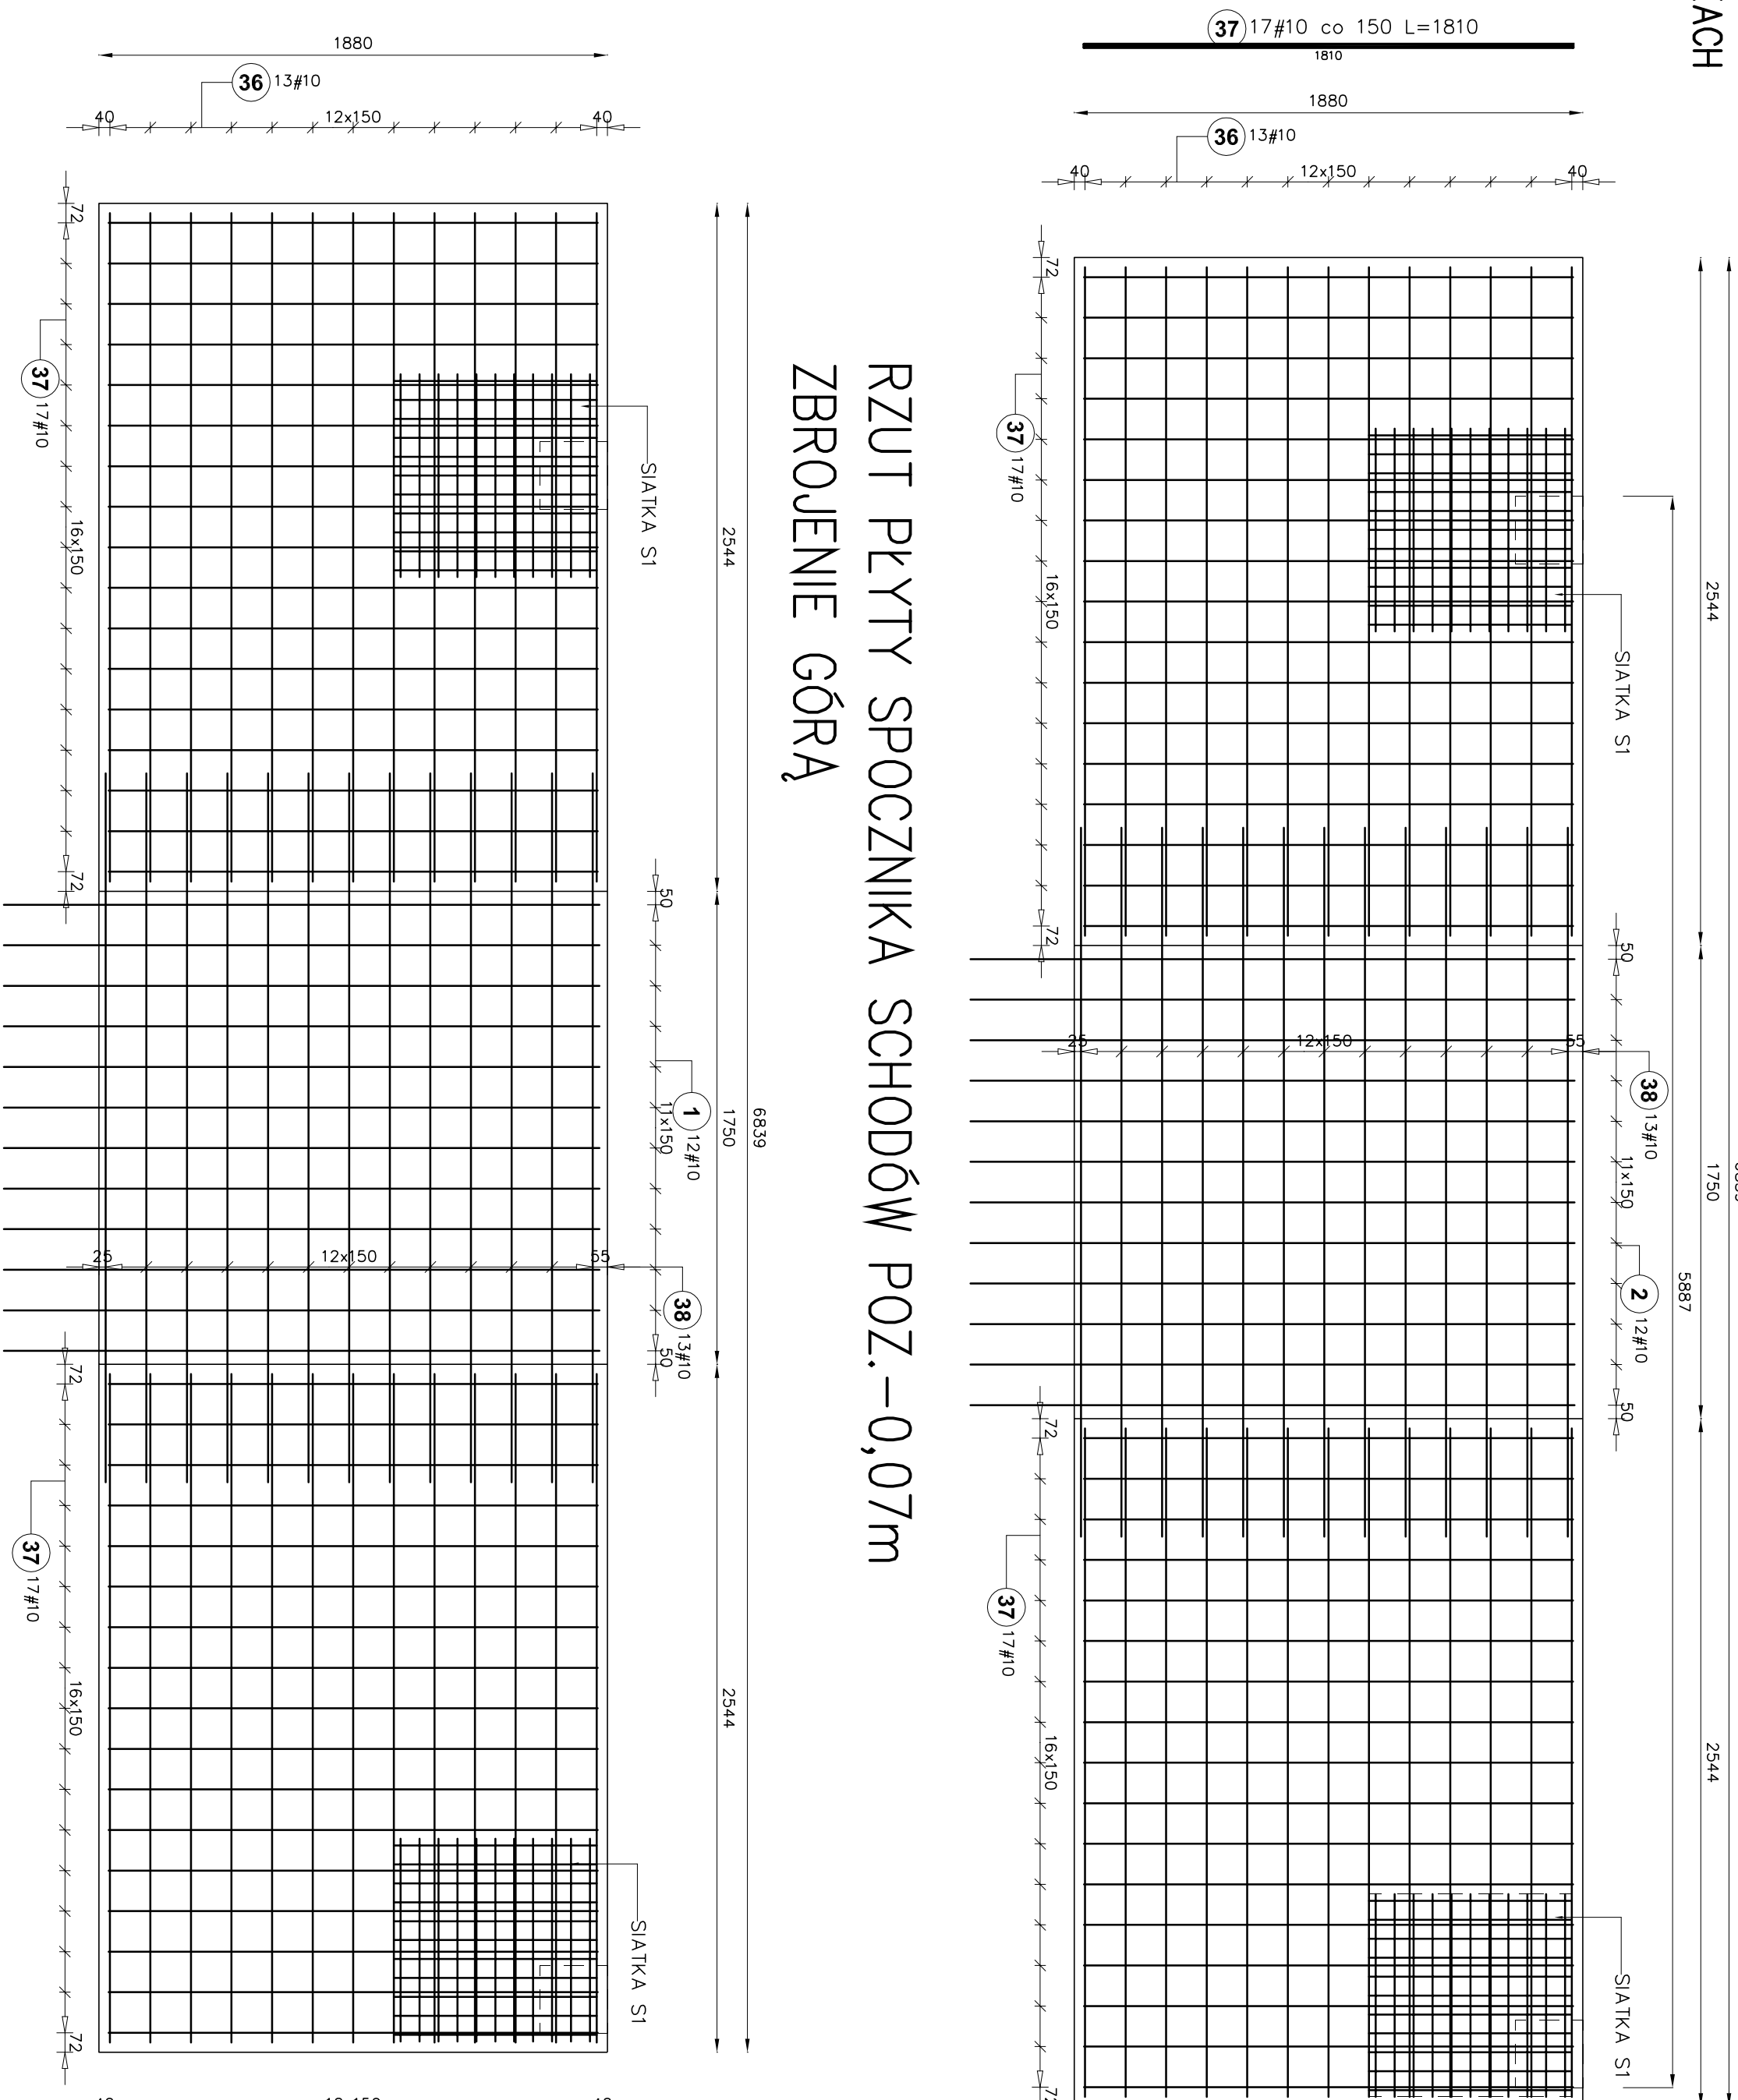 ACH
37 17#10 co 150 L=1810
1810
1880
36 13#10
40 12x150 40
72
37 17#10
16x150
72
SIATKA S1
2544
50
25 12x150 55
38 13#10
11x150
1750
2 12#10
50
5887
72
37 17#10
16x150
2544
SIATKA S1
72
RZUT PŁYTY SPOCZNIKA SCHODÓW POZ.-0,07m
ZBROJENIE GÓRĄ
1880
36 13#10
40 12x150 40
72
37 17#10
16x150
72
SIATKA S1
2544
50
1 12#10
11x150
1750
6839
25 12x150 55
38 13#10
50
72
37 17#10
16x150
2544
SIATKA S1
72